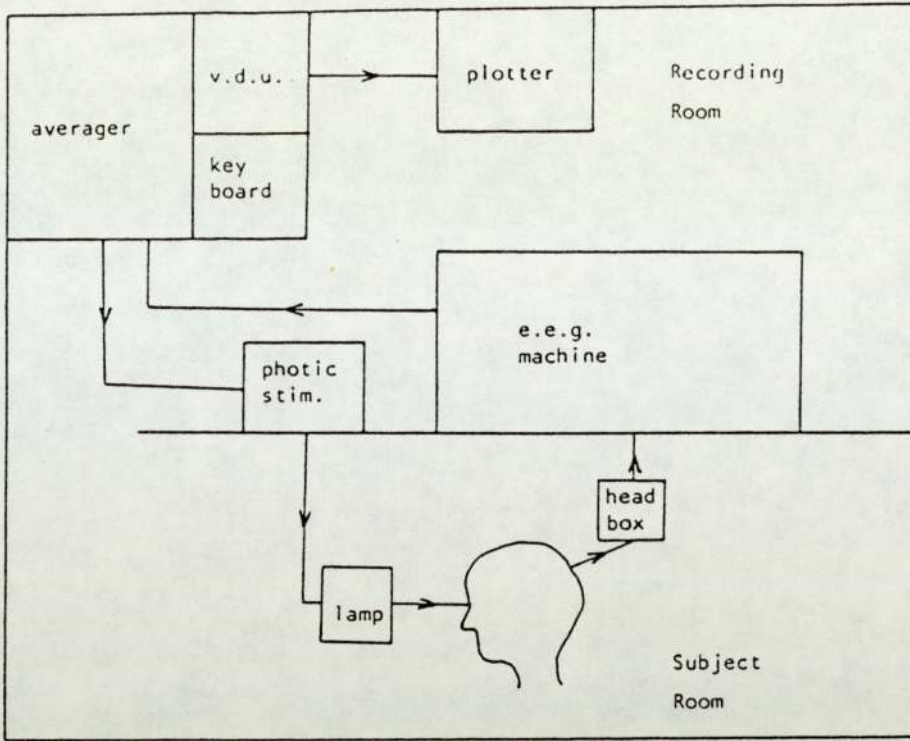 averager
v.d.u.
key
board
plotter
Recording
Room
e.e.g.
machine
photic
stim.
head
box
lamp
Subject
Room